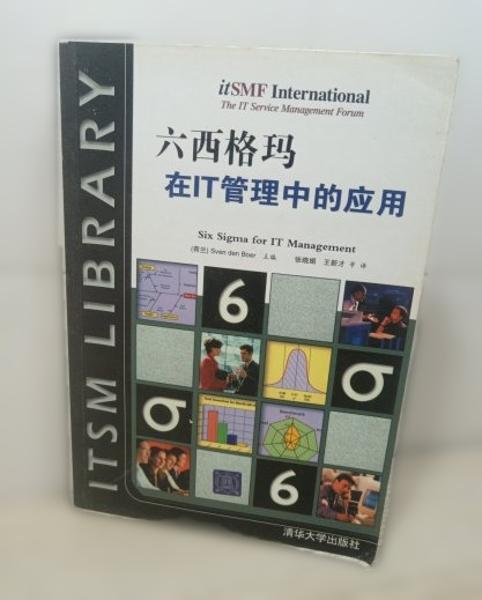 ITSM LIBRARY
itSMF International
The IT Service Management Forum
六西格玛
在IT管理中的应用
Six Sigma for IT Management
(荷兰) Sven den Boer 主编 张晓娟 王新才 等 译
6
σ
σ
6
清华大学出版社